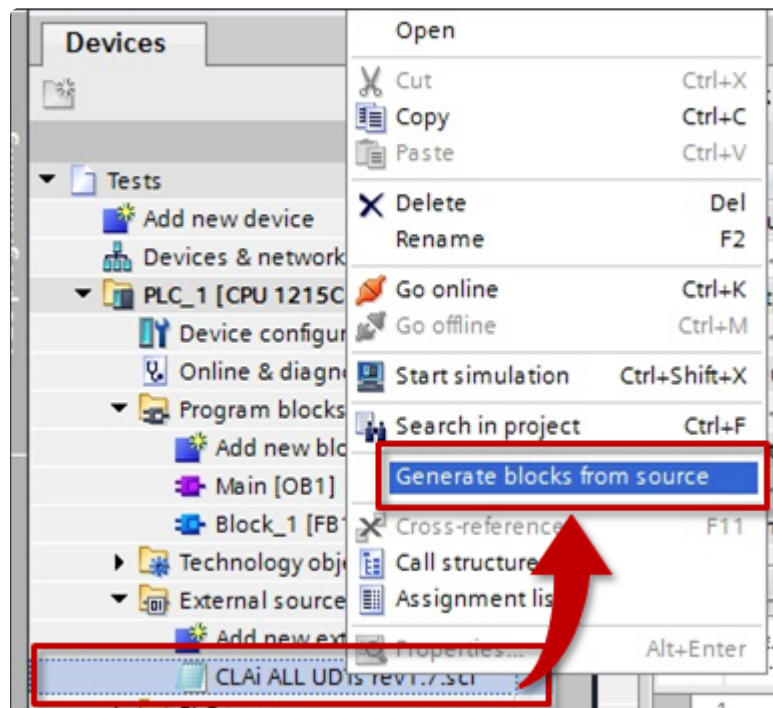 Devices
Tests
Add new device
Devices & network
PLC_1 [CPU 1215C
Device configur
Online & diagn
Program blocks
Add new blo
Main [OB1]
Block_1 [FB1
Technology obj
External source
Add new ext
CLAi ALL UDTs rev1.7.scl
Open
Cut Ctrl+X
Copy Ctrl+C
Paste Ctrl+V
Delete Del
Rename F2
Go online Ctrl+K
Go offline Ctrl+M
Start simulation Ctrl+Shift+X
Search in project Ctrl+F
Generate blocks from source
Cross-reference F11
Call structure
Assignment lis
Properties... Alt+Enter